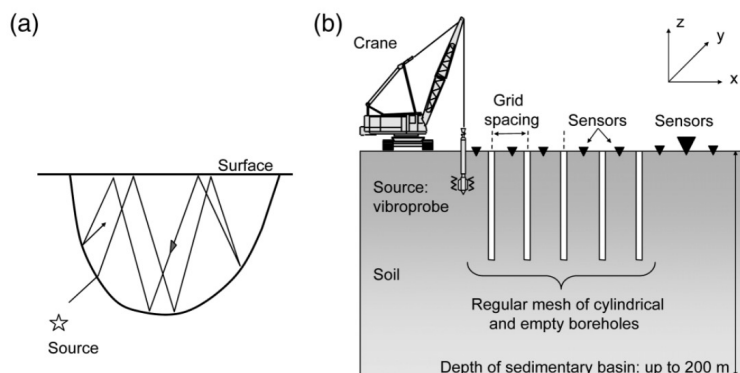 (a)
Surface
Source
(b)
Crane
z
y
x
Grid
spacing
Sensors
Sensors
Source:
vibroprobe
Soil
Regular mesh of cylindrical
and empty boreholes
Depth of sedimentary basin: up to 200 m